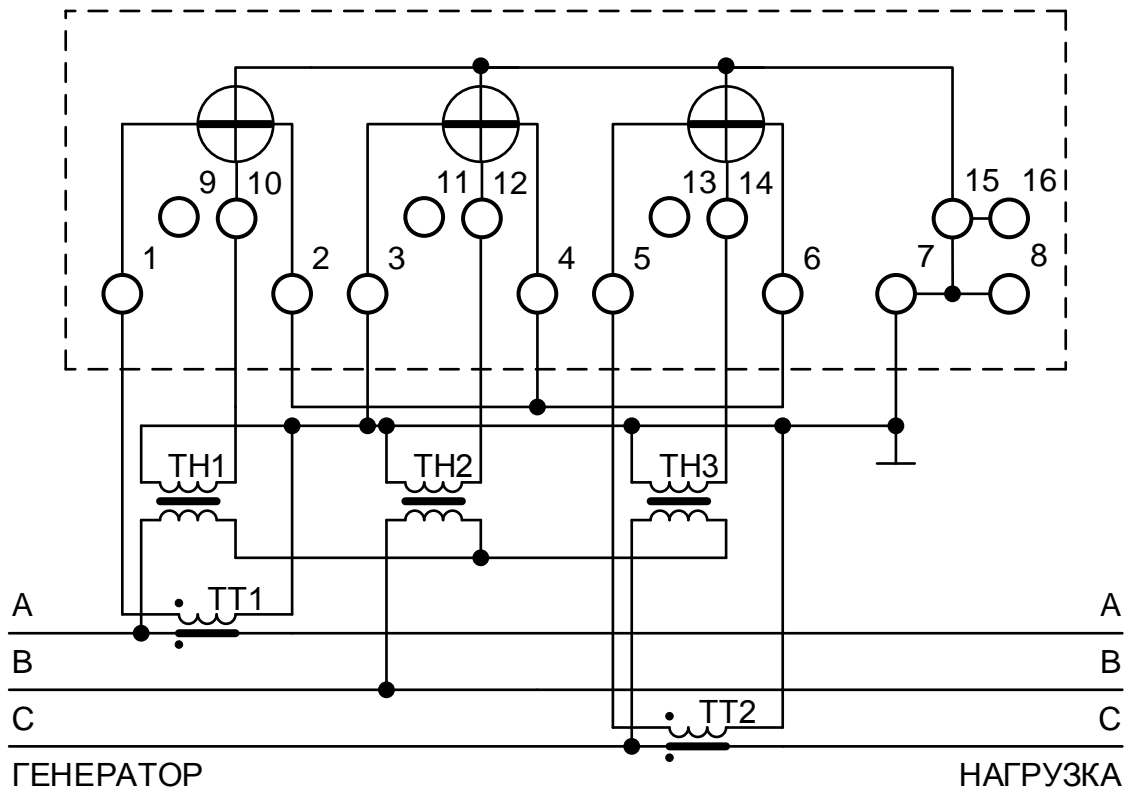 9 10 11 12 13 14 15 16
1 2 3 4 5 6 7 8
ТН1 ТН2 ТН3
ТТ1
А А
В В
С ТТ2 С
ГЕНЕРАТОР НАГРУЗКА